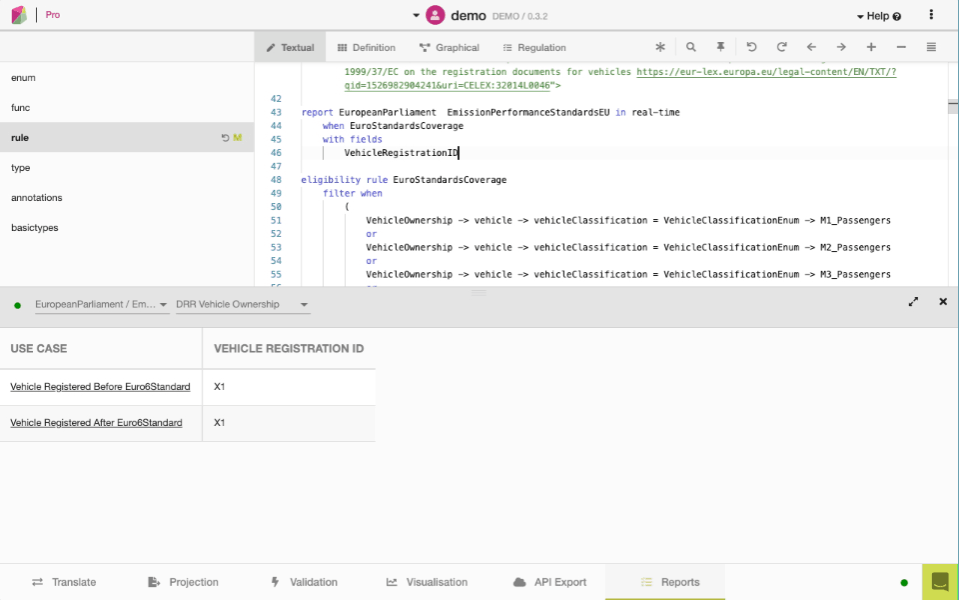 Pro
demo DEMO / 0.3.2
Help
Textual Definition Graphical Regulation
enum
func
rule M
type
annotations
basictypes
1999/37/EC on the registration documents for vehicles https://eur-lex.europa.eu/legal-content/EN/TXT/?
qid=1526982904241&uri=CELEX:32014L0046">
42
43 report EuropeanParliament EmissionPerformanceStandardsEU in real-time
44 when EuroStandardsCoverage
45 with fields
46 VehicleRegistrationID
47
48 eligibility rule EuroStandardsCoverage
49 filter when
50 (
51 VehicleOwnership -> vehicle -> vehicleClassification = VehicleClassificationEnum -> M1_Passengers
52 or
53 VehicleOwnership -> vehicle -> vehicleClassification = VehicleClassificationEnum -> M2_Passengers
54 or
55 VehicleOwnership -> vehicle -> vehicleClassification = VehicleClassificationEnum -> M3_Passengers
EuropeanParliament / Em... DRR Vehicle Ownership
USE CASE VEHICLE REGISTRATION ID
Vehicle Registered Before Euro6Standard X1
Vehicle Registered After Euro6Standard X1
Translate Projection Validation Visualisation API Export Reports